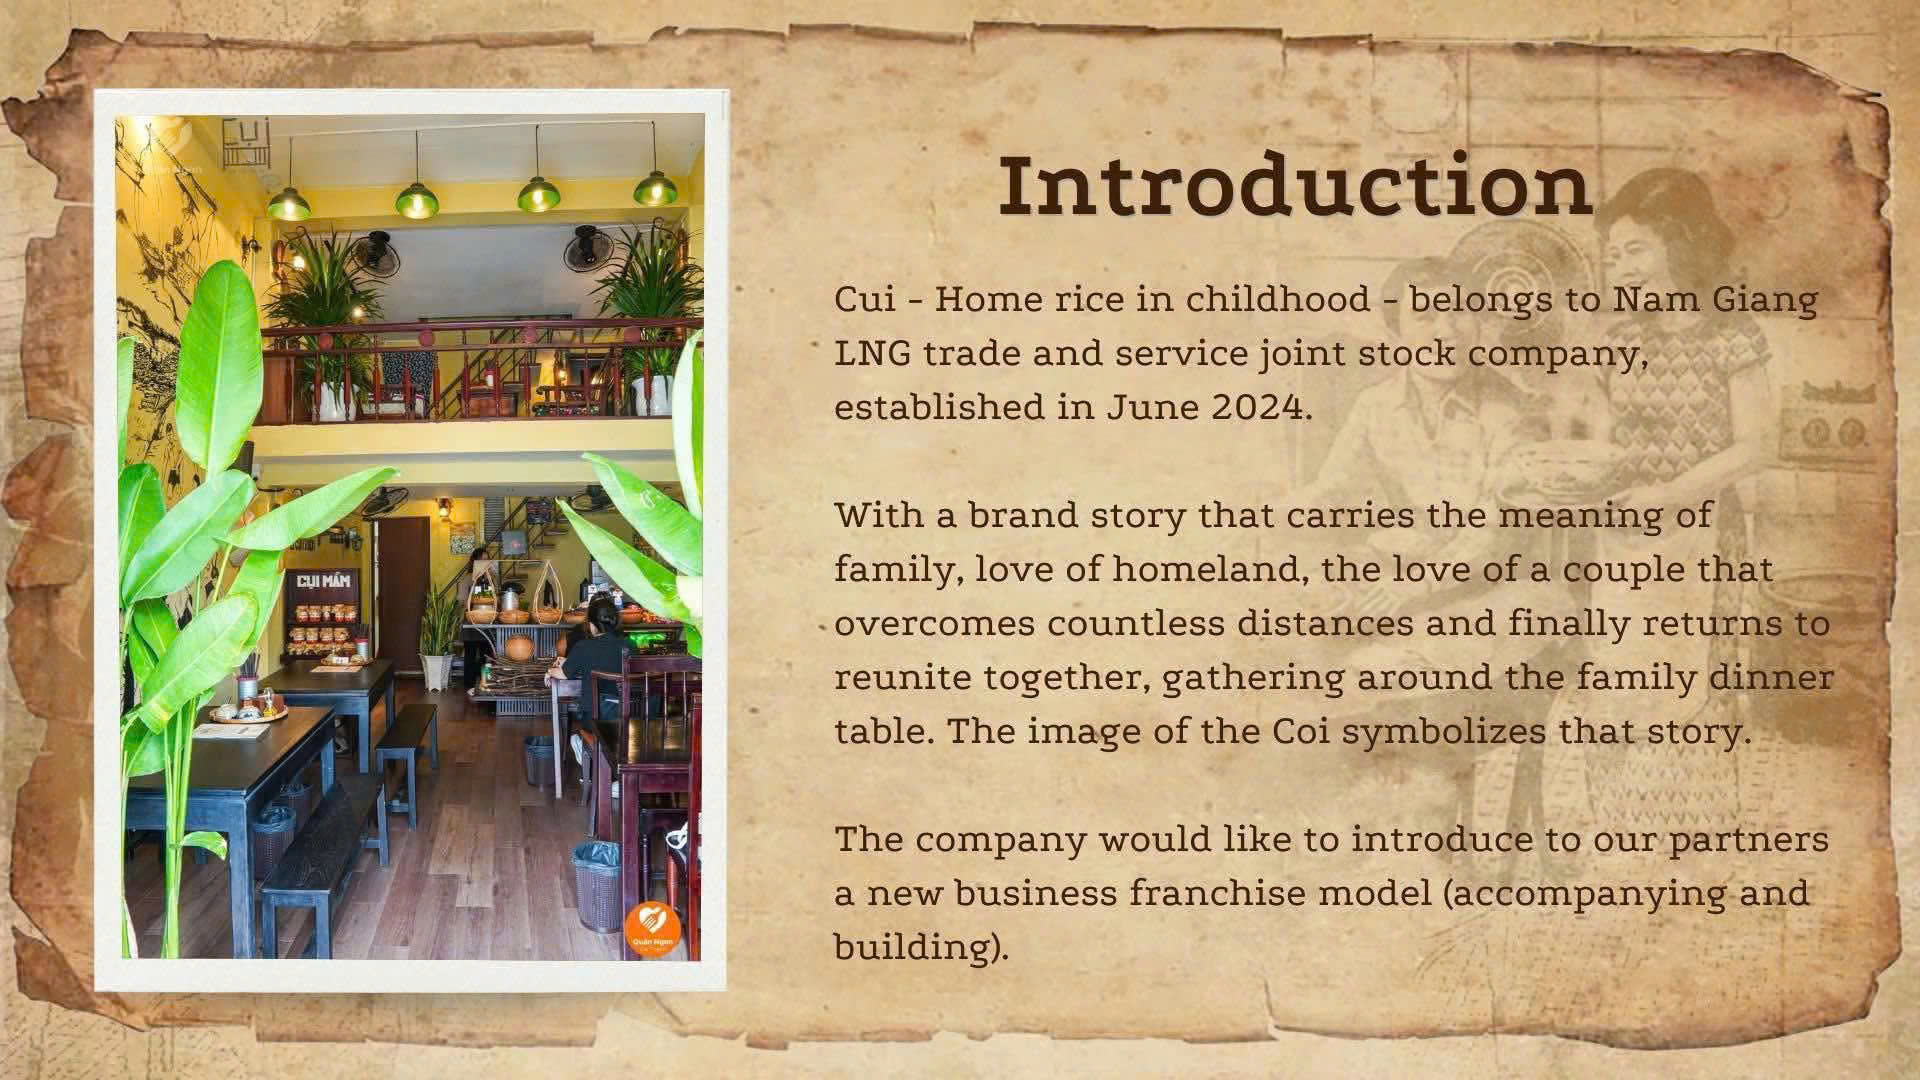 Cụi
CỤI MÂM
Quán Ngon
Introduction
Cui - Home rice in childhood - belongs to Nam Giang
LNG trade and service joint stock company,
established in June 2024.
With a brand story that carries the meaning of
family, love of homeland, the love of a couple that
overcomes countless distances and finally returns to
reunite together, gathering around the family dinner
table. The image of the Coi symbolizes that story.
The company would like to introduce to our partners
a new business franchise model (accompanying and
building).